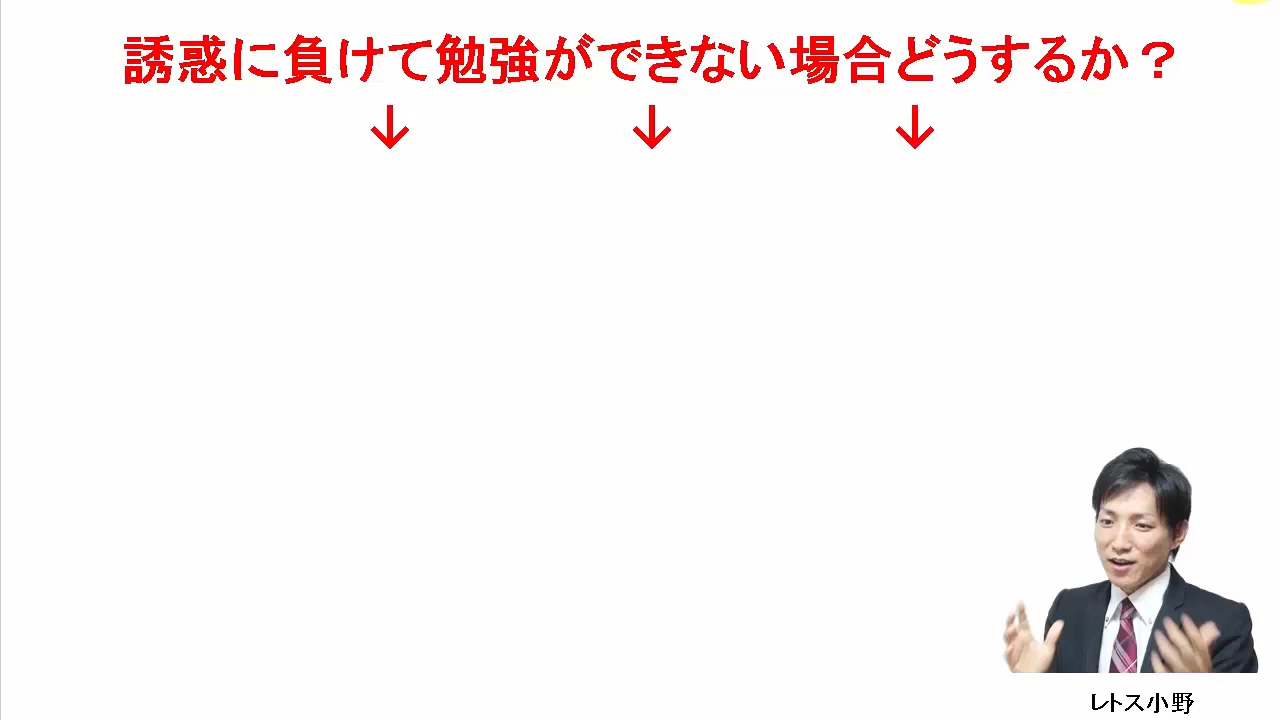 誘惑に負けて勉強ができない場合どうするか？
↓ ↓ ↓
レトス小野